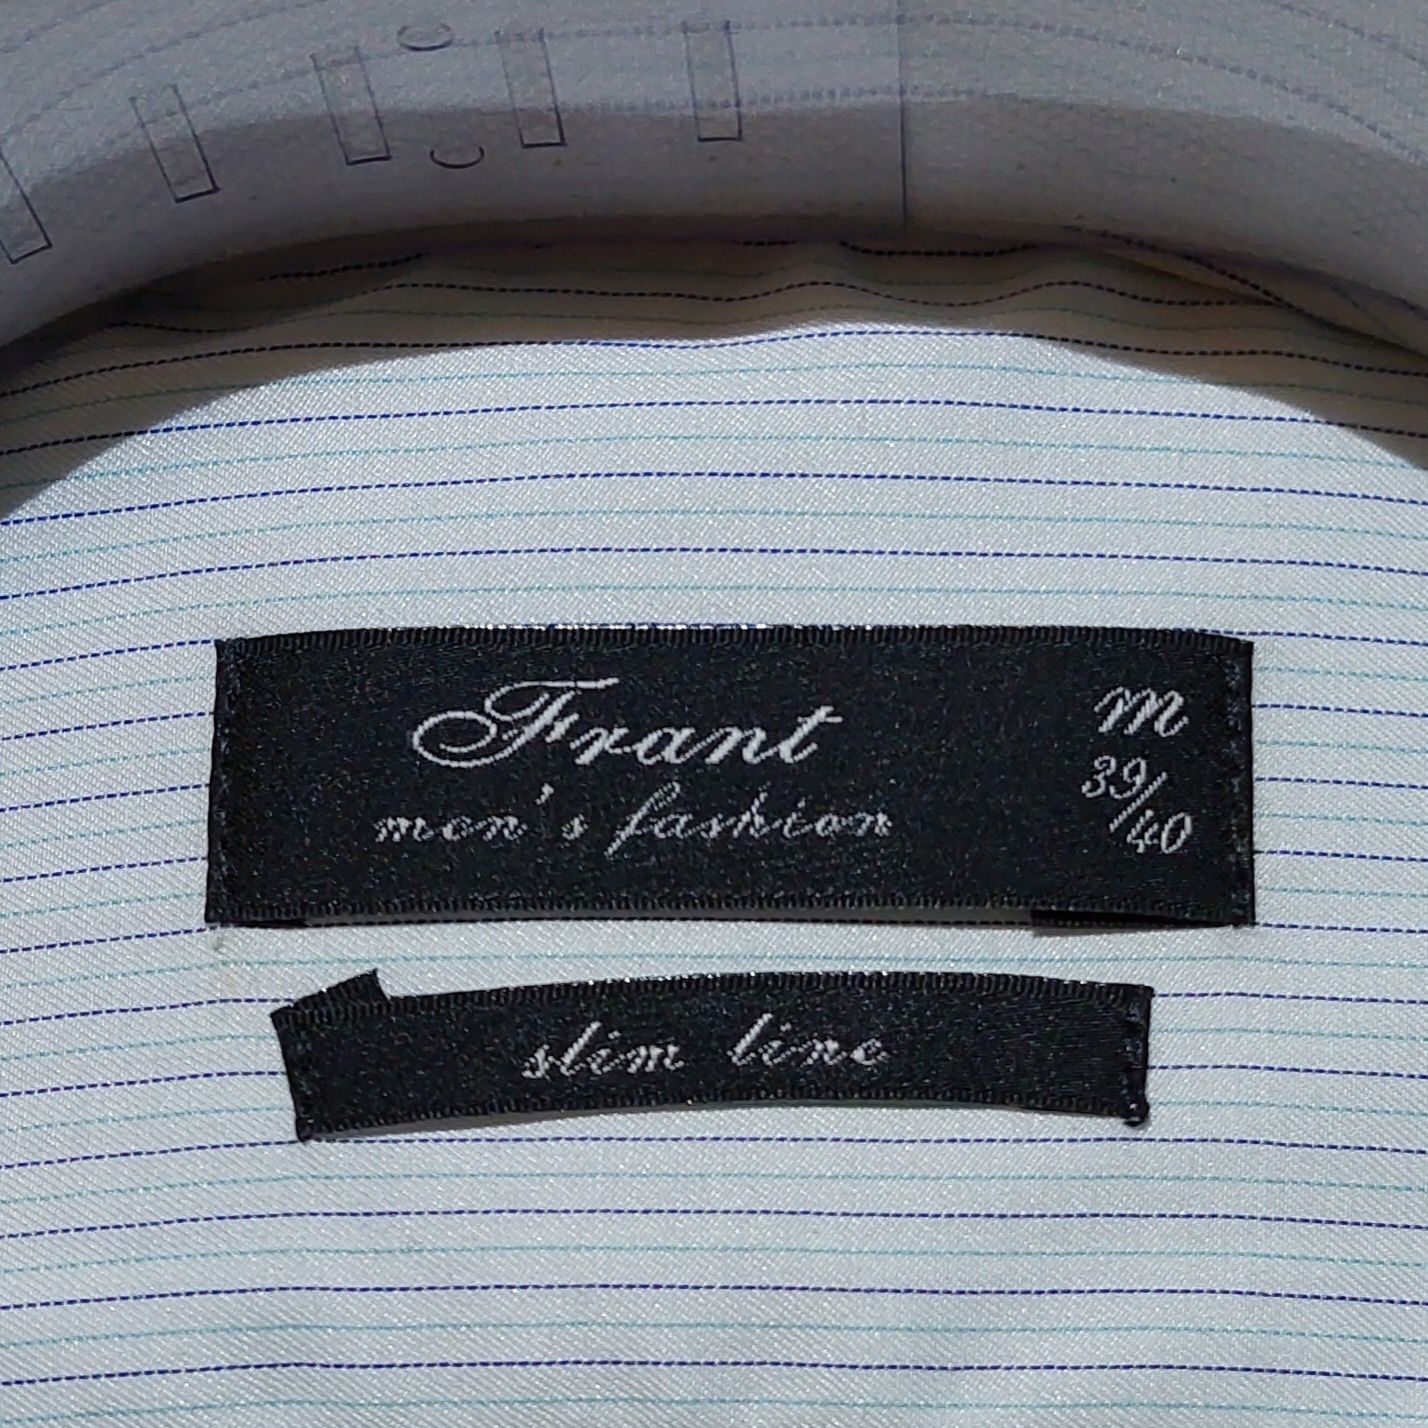 Frant
men's fashion
M
39/40
slim line